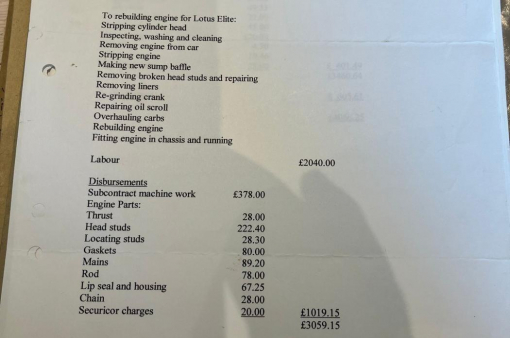 To rebuilding engine for Lotus Elite:
Stripping cylinder head
Inspecting, washing and cleaning
Removing engine from car
Stripping engine
Making new sump baffle
Removing broken head studs and repairing
Removing liners
Re-grinding crank
Repairing oil scroll
Overhauling carbs
Rebuilding engine
Fitting engine in chassis and running
Labour £2040.00
Disbursements
Subcontract machine work £378.00
Engine Parts:
Thrust 28.00
Head studs 222.40
Locating studs 28.30
Gaskets 80.00
Mains 89.20
Rod 78.00
Lip seal and housing 67.25
Chain 28.00
Securicor charges 20.00 £1019.15
£3059.15